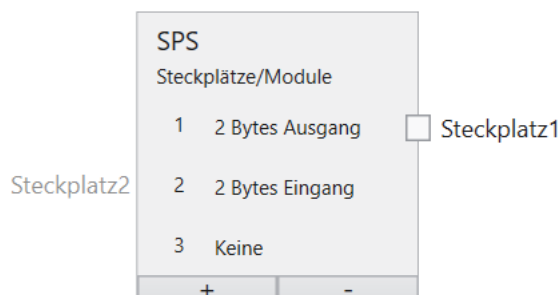 SPS
Steckplätze/Module
1 2 Bytes Ausgang Steckplatz1
Steckplatz2 2 2 Bytes Eingang
3 Keine
+ -